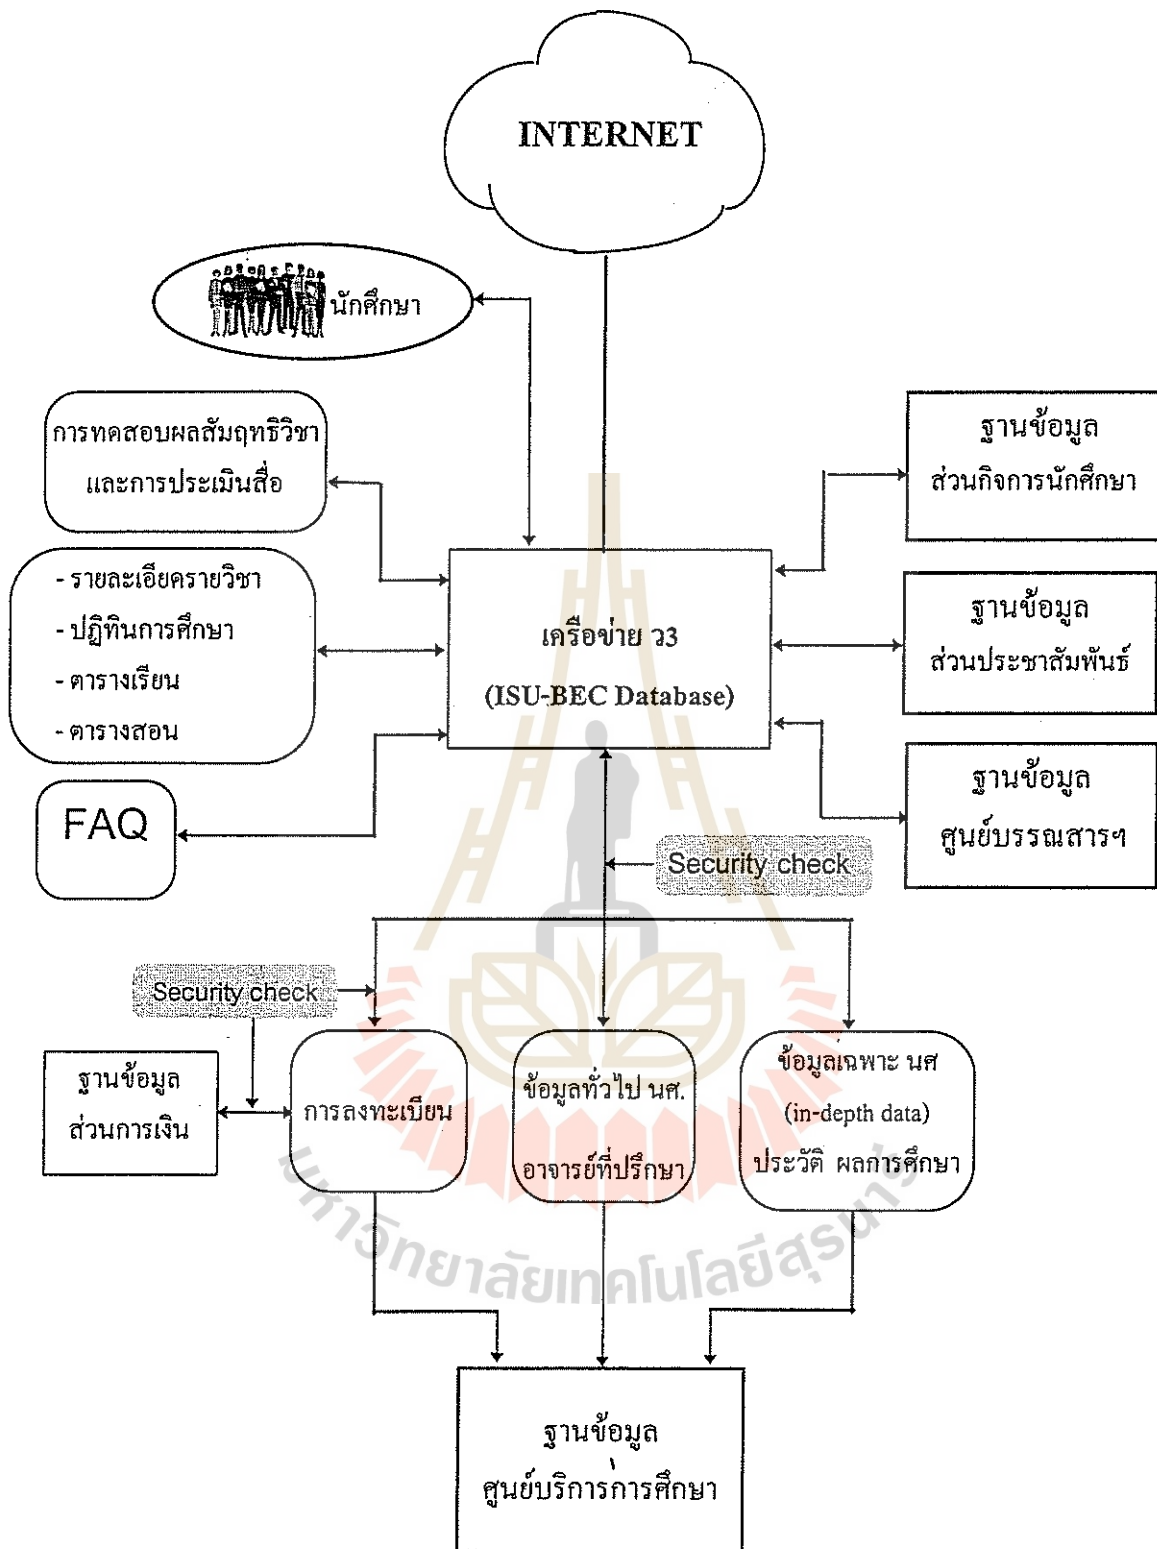 INTERNET
นักศึกษา
การทดสอบผลสัมฤทธิวิชา
และการประเมินสื่อ
ฐานข้อมูล
ส่วนกิจการนักศึกษา
- รายละเอียดรายวิชา
- ปฏิทินการศึกษา
- ตารางเรียน
- ตารางสอน
เครือข่าย ว3
(ISU-BEC Database)
ฐานข้อมูล
ส่วนประชาสัมพันธ์
FAQ
ฐานข้อมูล
ศูนย์บรรณสารฯ
Security check
Security check
ฐานข้อมูล
ส่วนการเงิน
การลงทะเบียน
ข้อมูลทั่วไป นศ.
อาจารย์ที่ปรึกษา
ข้อมูลเฉพาะ นศ
(in-depth data)
ประวัติ ผลการศึกษา
มหาวิทยาลัยเทคโนโลยีสุรนารี
ฐานข้อมูล
ศูนย์บริการการศึกษา